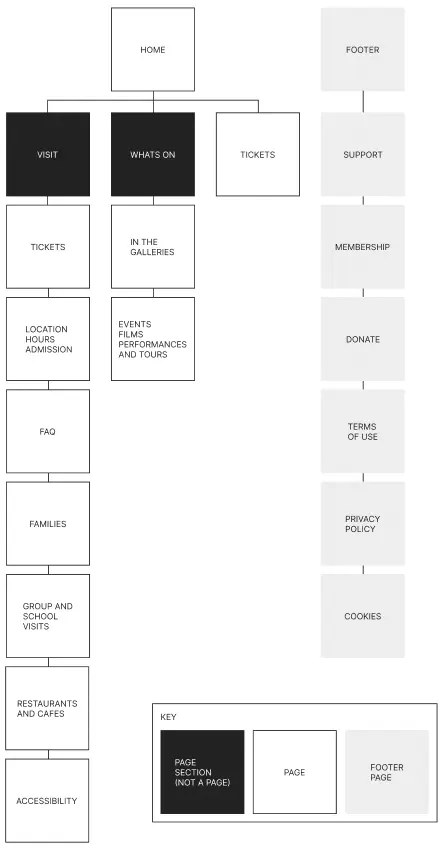 HOME
FOOTER
VISIT
WHATS ON
TICKETS
SUPPORT
TICKETS
IN THE
GALLERIES
MEMBERSHIP
LOCATION
HOURS
ADMISSION
EVENTS
FILMS
PERFORMANCES
AND TOURS
DONATE
FAQ
TERMS
OF USE
FAMILIES
PRIVACY
POLICY
GROUP AND
SCHOOL
VISITS
COOKIES
RESTAURANTS
AND CAFES
ACCESSIBILITY
KEY
PAGE
SECTION
(NOT A PAGE)
PAGE
FOOTER
PAGE